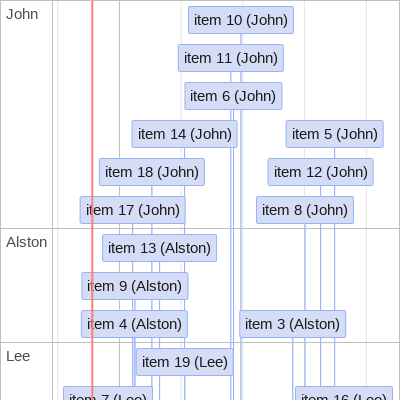 John
item 10 (John)
item 11 (John)
item 6 (John)
item 14 (John)
item 5 (John)
item 18 (John)
item 12 (John)
item 17 (John)
item 8 (John)
Alston
item 13 (Alston)
item 9 (Alston)
item 4 (Alston)
item 3 (Alston)
Lee
item 19 (Lee)
item 7 (Lee)
item 16 (Lee)